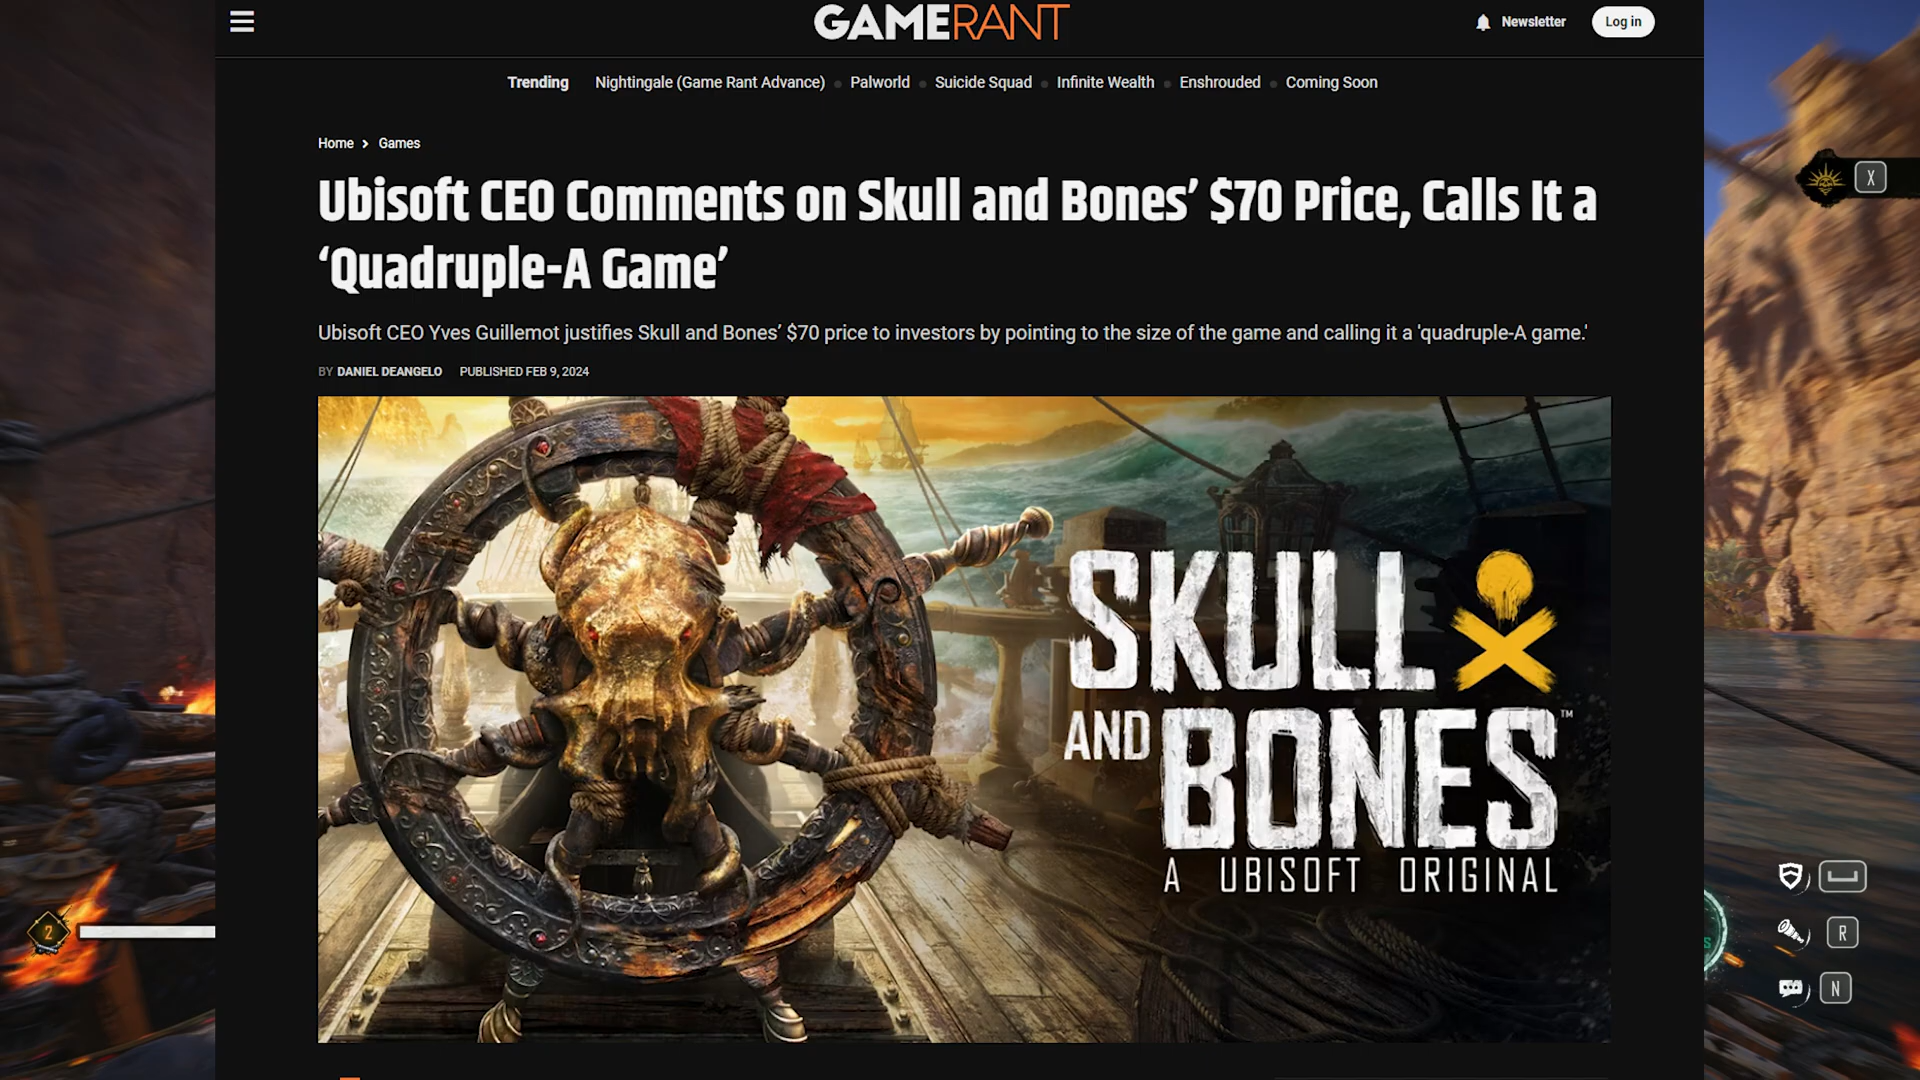 GAMERANT
Newsletter
Log in
Trending Nightingale (Game Rant Advance) Palworld Suicide Squad Infinite Wealth Enshrouded Coming Soon
Home > Games
Ubisoft CEO Comments on Skull and Bones’ $70 Price, Calls It a
‘Quadruple-A Game’
Ubisoft CEO Yves Guillemot justifies Skull and Bones’ $70 price to investors by pointing to the size of the game and calling it a 'quadruple-A game.'
BY DANIEL DEANGELO PUBLISHED FEB 9, 2024
SKULL
AND BONES™
A UBISOFT ORIGINAL
X
2
R
N